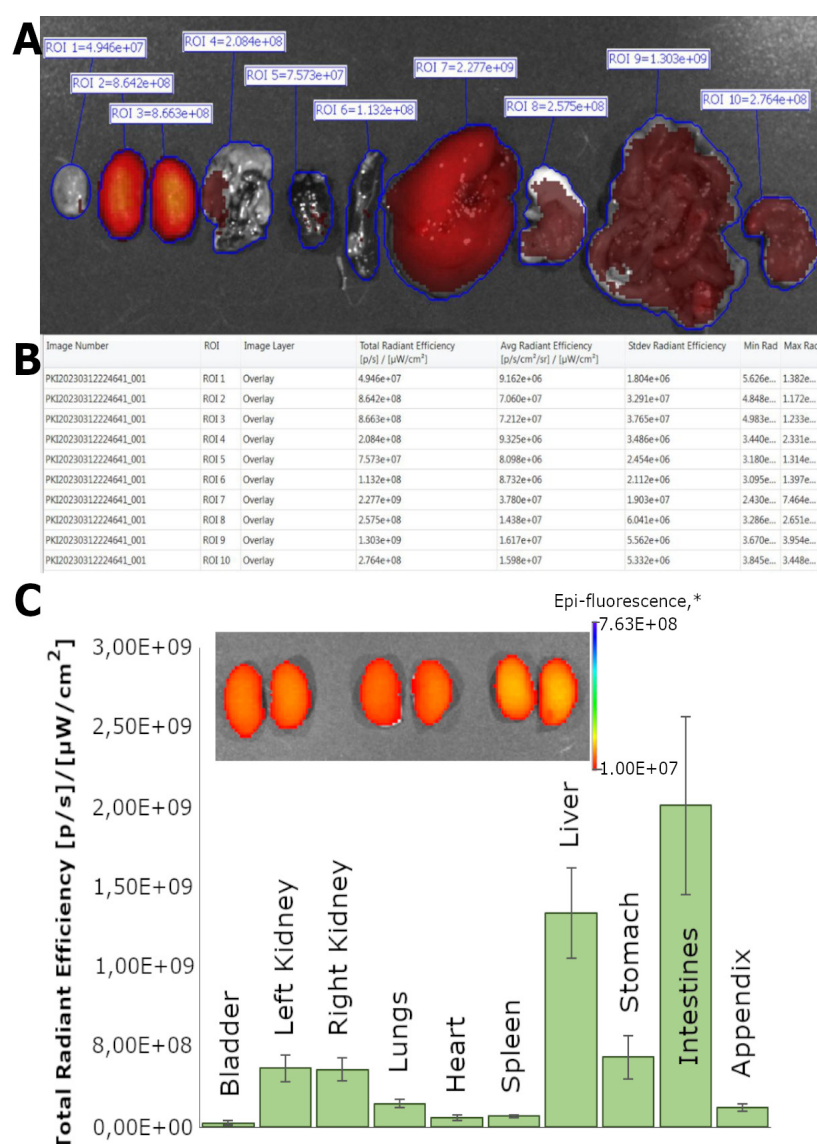 A
ROI 1=4.946e+07
ROI 2=8.642e+08
ROI 3=8.663e+08
ROI 4=2.084e+08
ROI 5=7.573e+07
ROI 6=1.132e+08
ROI 7=2.277e+09
ROI 8=2.575e+08
ROI 9=1.303e+09
ROI 10=2.764e+08
B
Image Number ROI Image Layer Total Radiant Efficiency Avg Radiant Efficiency Stdev Radiant Efficiency Min Rad Max Rad
[p/s] / [µW/cm²] [p/s/cm²/sr] / [µW/cm²]
PKI20230312224641_001 ROI 1 Overlay 4.946e+07 9.162e+06 1.804e+06 5.626e... 1.382e...
PKI20230312224641_001 ROI 2 Overlay 8.642e+08 7.060e+07 3.291e+07 4.848e... 1.172e...
PKI20230312224641_001 ROI 3 Overlay 8.663e+08 7.212e+07 3.765e+07 4.983e... 1.233e...
PKI20230312224641_001 ROI 4 Overlay 2.084e+08 9.325e+06 3.486e+06 3.440e... 2.331e...
PKI20230312224641_001 ROI 5 Overlay 7.573e+07 8.098e+06 2.454e+06 3.180e... 1.314e...
PKI20230312224641_001 ROI 6 Overlay 1.132e+08 8.732e+06 2.112e+06 3.095e... 1.397e...
PKI20230312224641_001 ROI 7 Overlay 2.277e+09 3.780e+07 1.903e+07 2.430e... 7.464e...
PKI20230312224641_001 ROI 8 Overlay 2.575e+08 1.438e+07 6.041e+06 3.286e... 2.651e...
PKI20230312224641_001 ROI 9 Overlay 1.303e+09 1.617e+07 5.562e+06 3.670e... 3.954e...
PKI20230312224641_001 ROI 10 Overlay 2.764e+08 1.598e+07 5.332e+06 3.845e... 3.448e...
C
Epi-fluorescence,*
7.63E+08
1.00E+07
Total Radiant Efficiency [p/s]/[µW/cm²]
3,00E+09
2,50E+09
2,00E+09
1,50E+09
1,00E+09
8,00E+08
0,00E+00
Bladder
Left Kidney
Right Kidney
Lungs
Heart
Spleen
Liver
Stomach
Intestines
Appendix